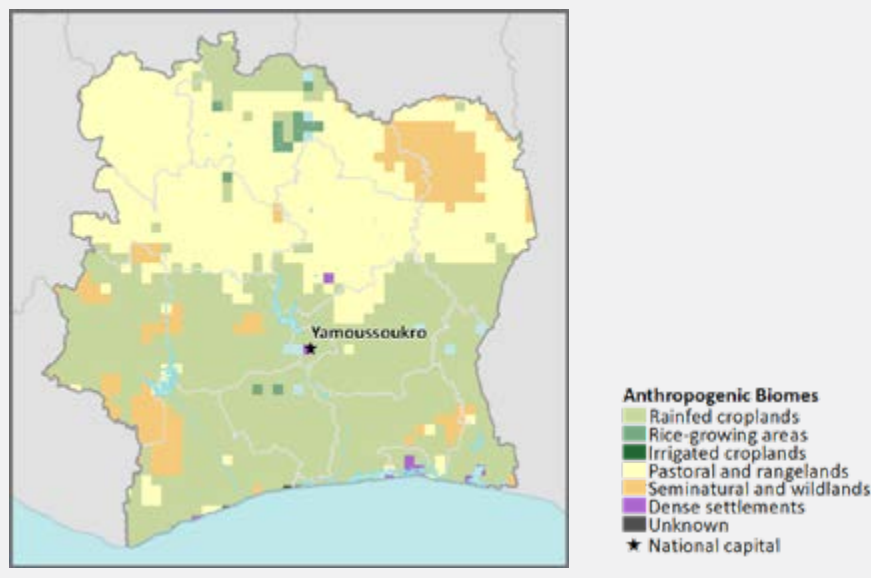 Yamoussoukro
Anthropogenic Biomes
Rainfed croplands
Rice-growing areas
Irrigated croplands
Pastoral and rangelands
Seminatural and wildlands
Dense settlements
Unknown
National capital